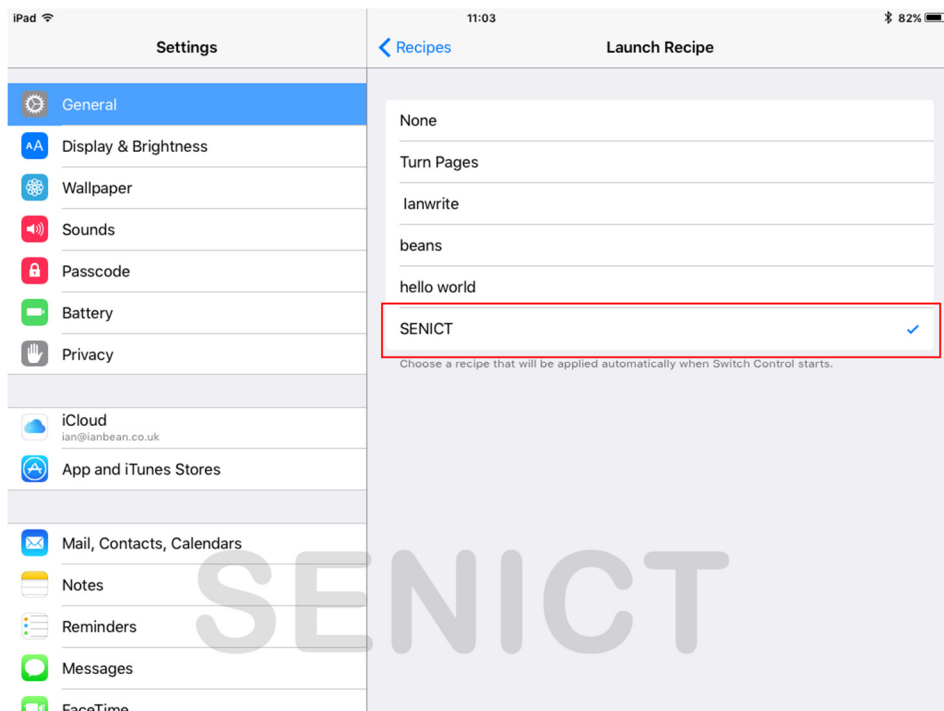 iPad 11:03 82%
Settings
Recipes Launch Recipe
General
Display & Brightness
Wallpaper
Sounds
Passcode
Battery
Privacy
iCloud
ian@ianbean.co.uk
App and iTunes Stores
Mail, Contacts, Calendars
Notes
Reminders
Messages
FaceTime
None
Turn Pages
Ianwrite
beans
hello world
SENICT
Choose a recipe that will be applied automatically when Switch Control starts.
SENICT